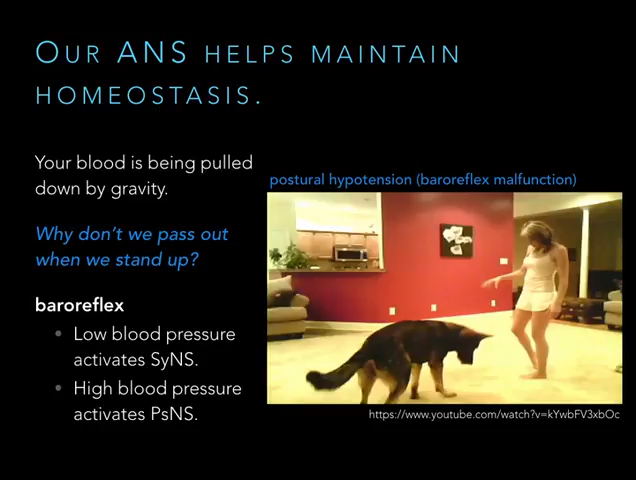 OUR ANS HELPS MAINTAIN
HOMEOSTASIS.
Your blood is being pulled
down by gravity.
Why don't we pass out
when we stand up?
baroreflex
• Low blood pressure
activates SyNS.
• High blood pressure
activates PsNS.
postural hypotension (baroreflex malfunction)
https://www.youtube.com/watch?v=kYwbFV3xbOc